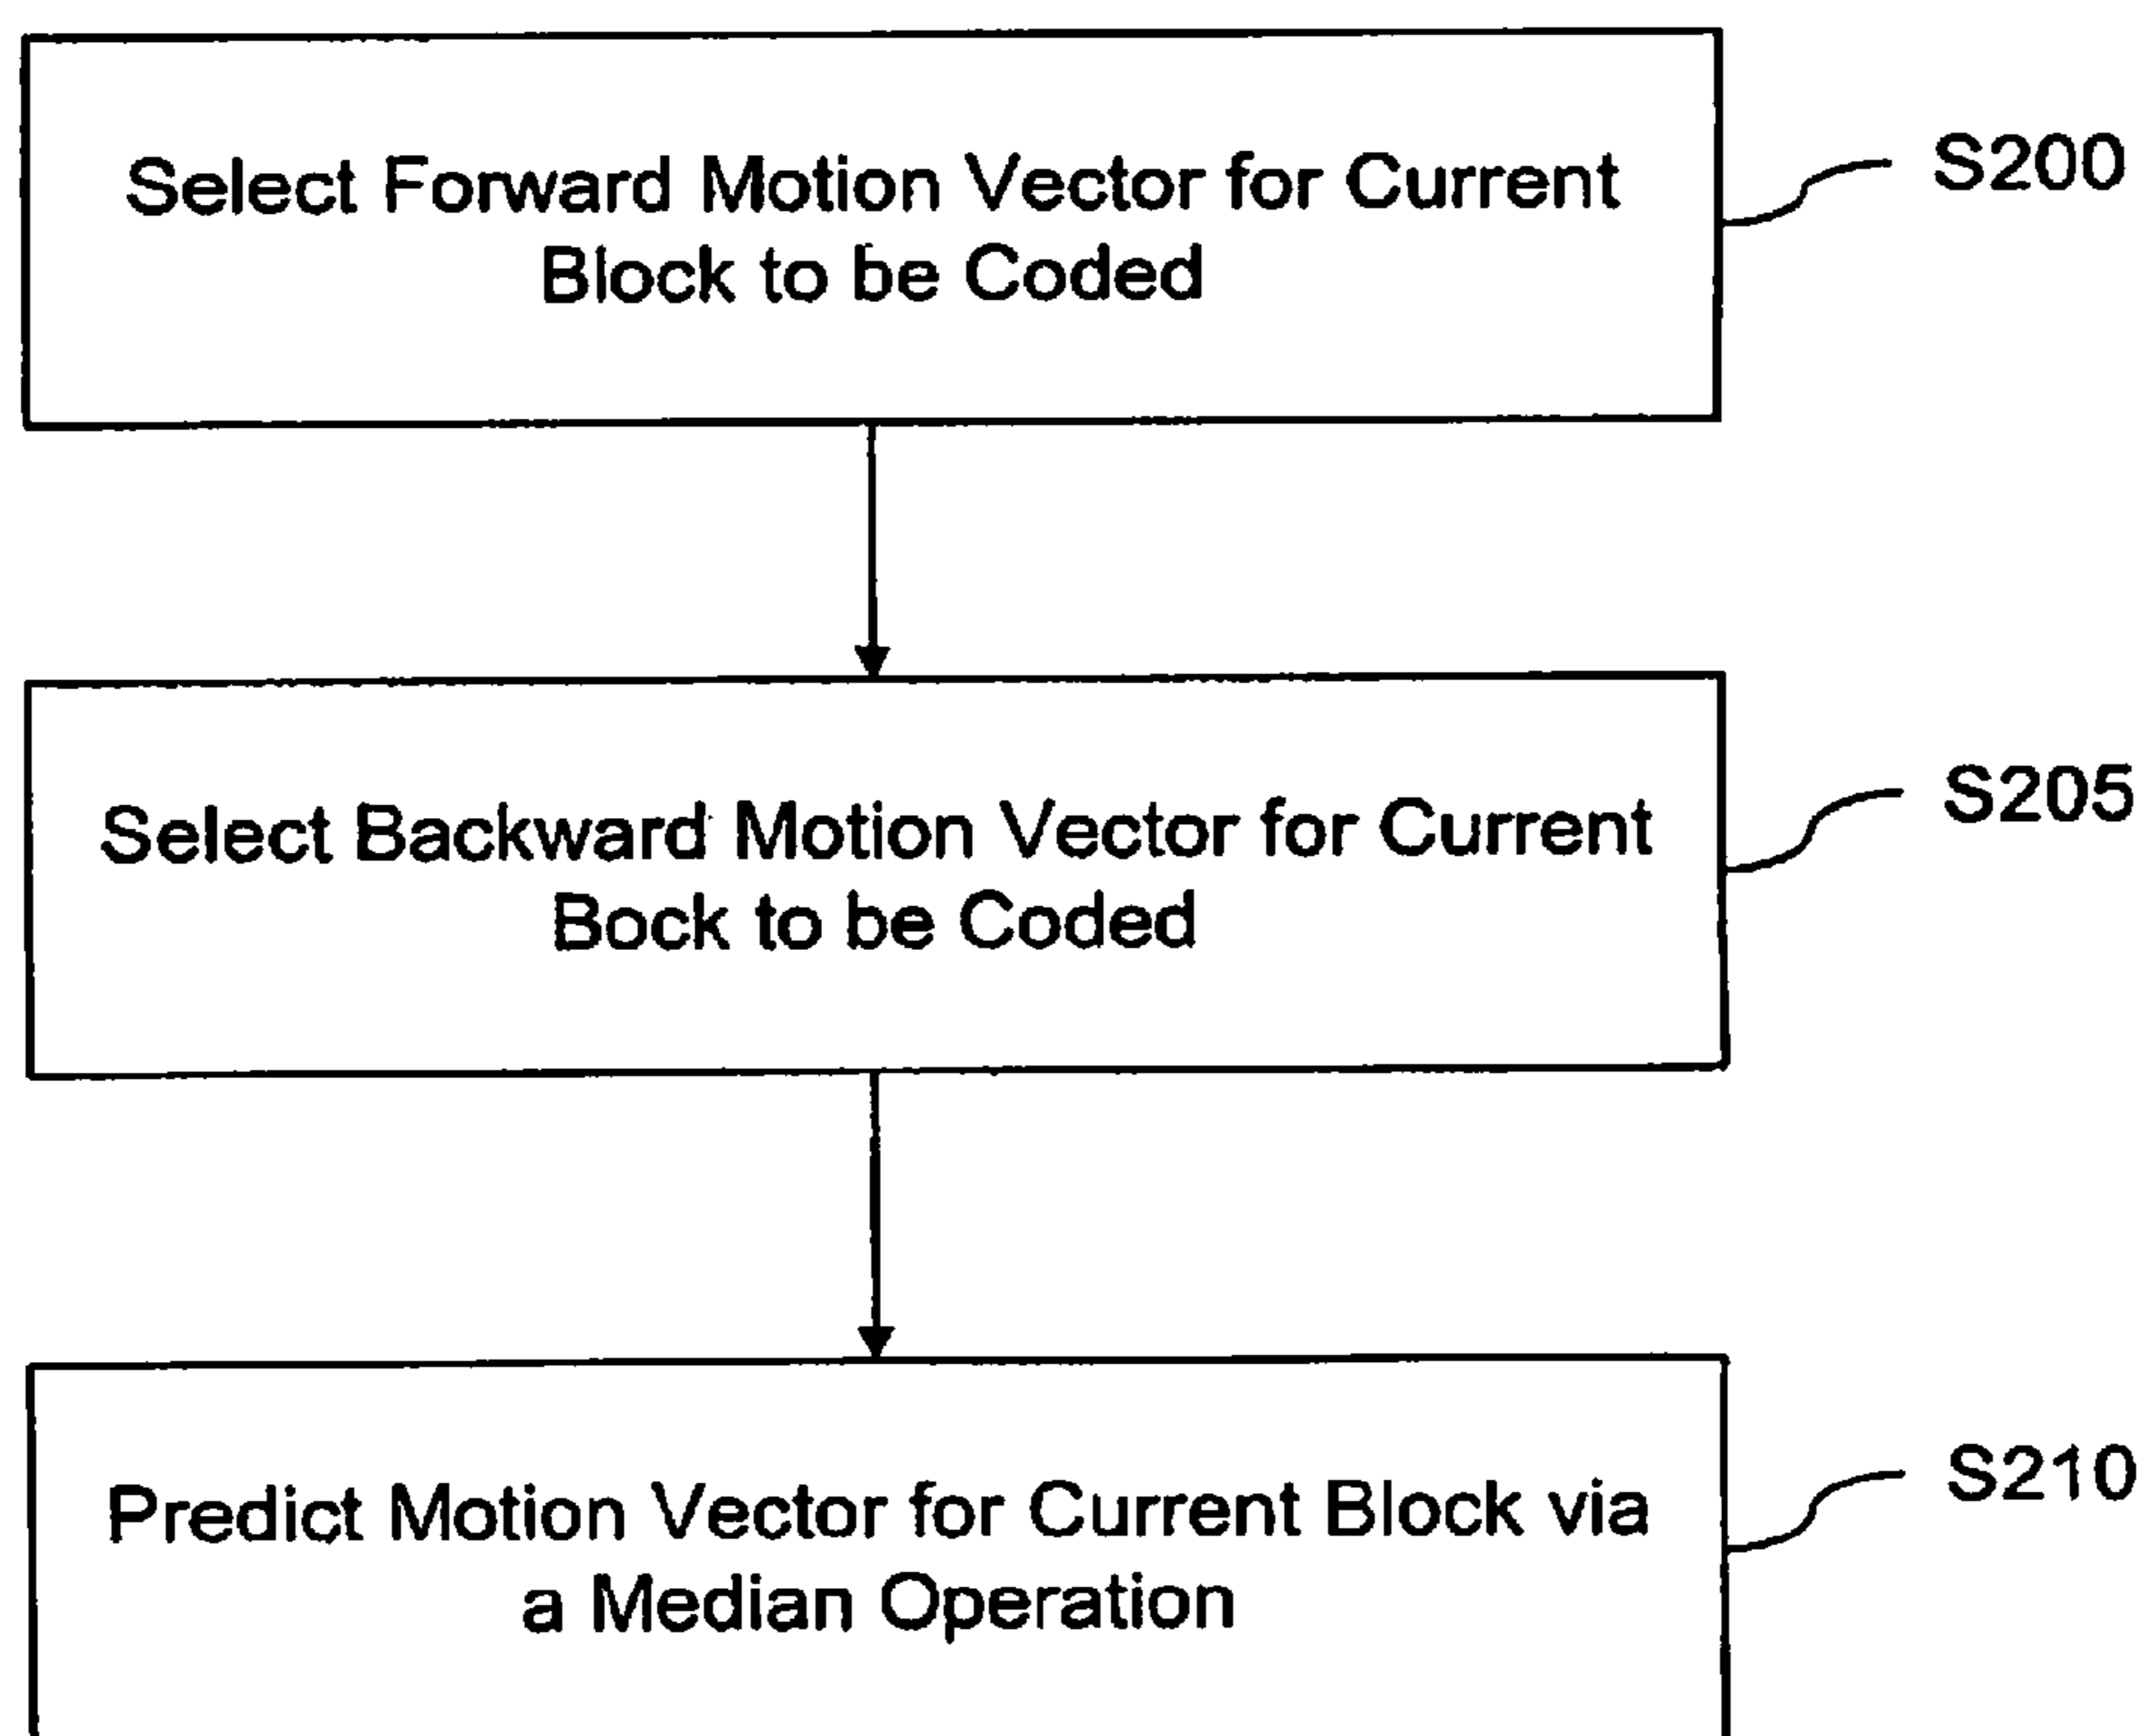 Select Forward Motion Vector for Current
Block to be Coded
S200
Select Backward Motion Vector for Current
Bock to be Coded
S205
Predict Motion Vector for Current Block via
a Median Operation
S210